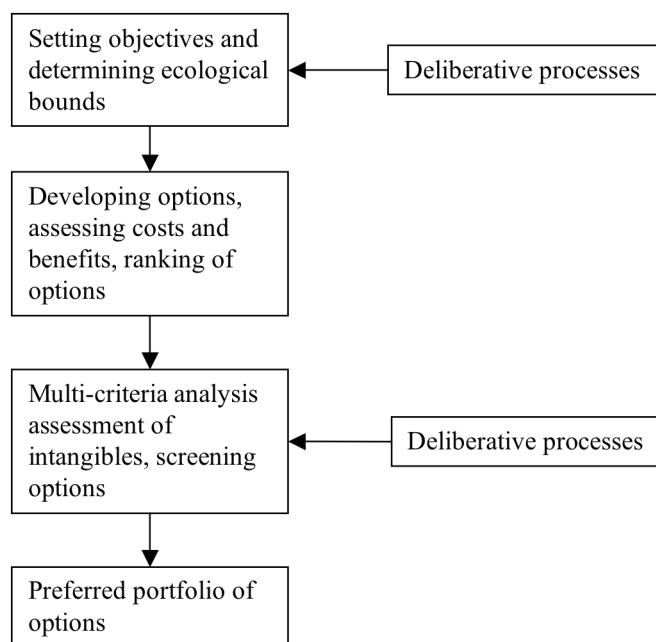 Setting objectives and
determining ecological
bounds
Deliberative processes
Developing options,
assessing costs and
benefits, ranking of
options
Multi-criteria analysis
assessment of
intangibles, screening
options
Deliberative processes
Preferred portfolio of
options